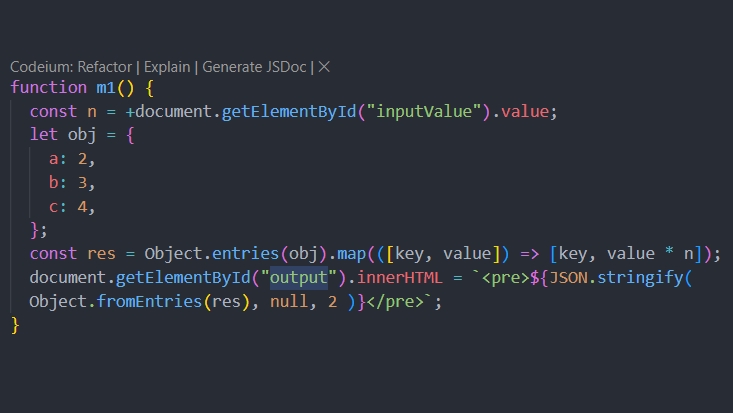 Codeium: Refactor | Explain | Generate JSDoc | ✕
function m1() {
  const n = +document.getElementById("inputValue").value;
  let obj = {
    a: 2,
    b: 3,
    c: 4,
  };
  const res = Object.entries(obj).map(([key, value]) => [key, value * n]);
  document.getElementById("output").innerHTML = `<pre>${JSON.stringify(
  Object.fromEntries(res), null, 2 )}</pre>`;
}